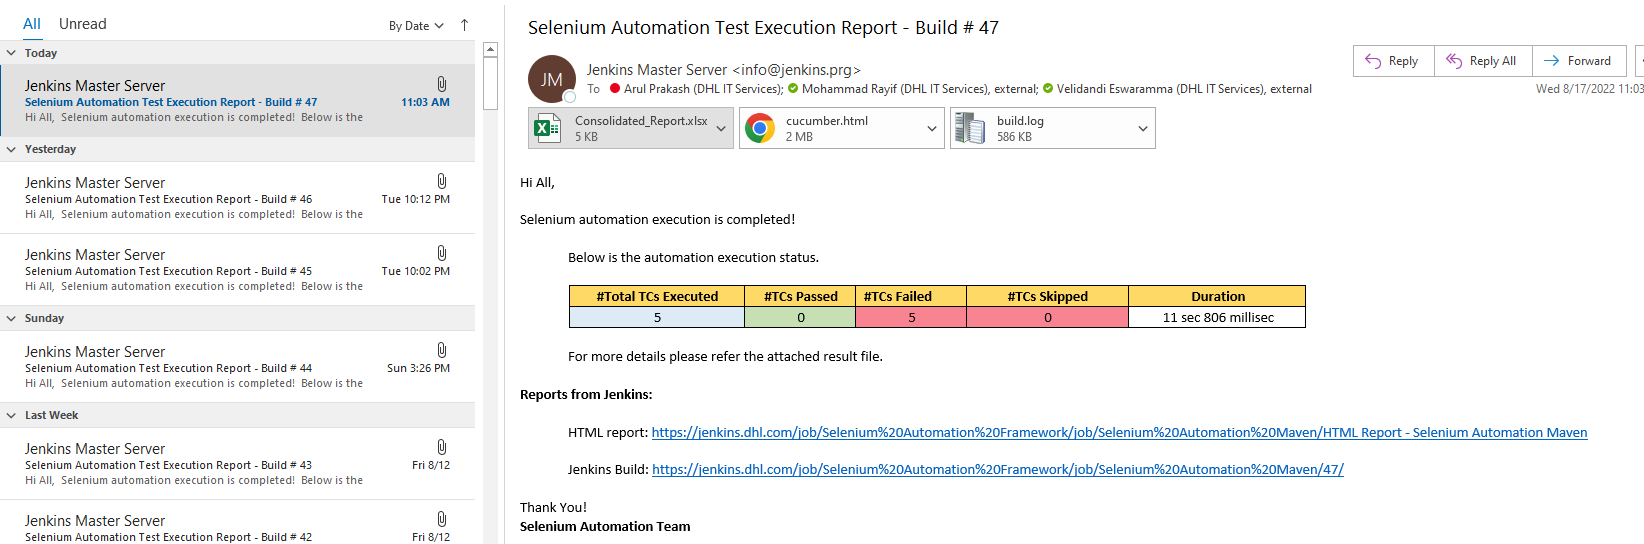 All Unread By Date
Today
Jenkins Master Server
Selenium Automation Test Execution Report - Build # 47 11:03 AM
Hi All, Selenium automation execution is completed! Below is the
Yesterday
Jenkins Master Server
Selenium Automation Test Execution Report - Build # 46 Tue 10:12 PM
Hi All, Selenium automation execution is completed! Below is the
Jenkins Master Server
Selenium Automation Test Execution Report - Build # 45 Tue 10:02 PM
Hi All, Selenium automation execution is completed! Below is the
Sunday
Jenkins Master Server
Selenium Automation Test Execution Report - Build # 44 Sun 3:26 PM
Hi All, Selenium automation execution is completed! Below is the
Last Week
Jenkins Master Server
Selenium Automation Test Execution Report - Build # 43 Fri 8/12
Hi All, Selenium automation execution is completed! Below is the
Jenkins Master Server
Selenium Automation Test Execution Report - Build # 42 Fri 8/12
Selenium Automation Test Execution Report - Build # 47
JM
Jenkins Master Server <info@jenkins.prg>
To Arul Prakash (DHL IT Services); Mohammad Rayif (DHL IT Services), external; Velidandi Eswaramma (DHL IT Services), external
Reply Reply All Forward
Wed 8/17/2022 11:03
Consolidated_Report.xlsx
5 KB
cucumber.html
2 MB
build.log
586 KB
Hi All,
Selenium automation execution is completed!
Below is the automation execution status.
#Total TCs Executed #TCs Passed #TCs Failed #TCs Skipped Duration
5 0 5 0 11 sec 806 millisec
For more details please refer the attached result file.
Reports from Jenkins:
HTML report: https://jenkins.dhl.com/job/Selenium%20Automation%20Framework/job/Selenium%20Automation%20Maven/HTML Report - Selenium Automation Maven
Jenkins Build: https://jenkins.dhl.com/job/Selenium%20Automation%20Framework/job/Selenium%20Automation%20Maven/47/
Thank You!
Selenium Automation Team